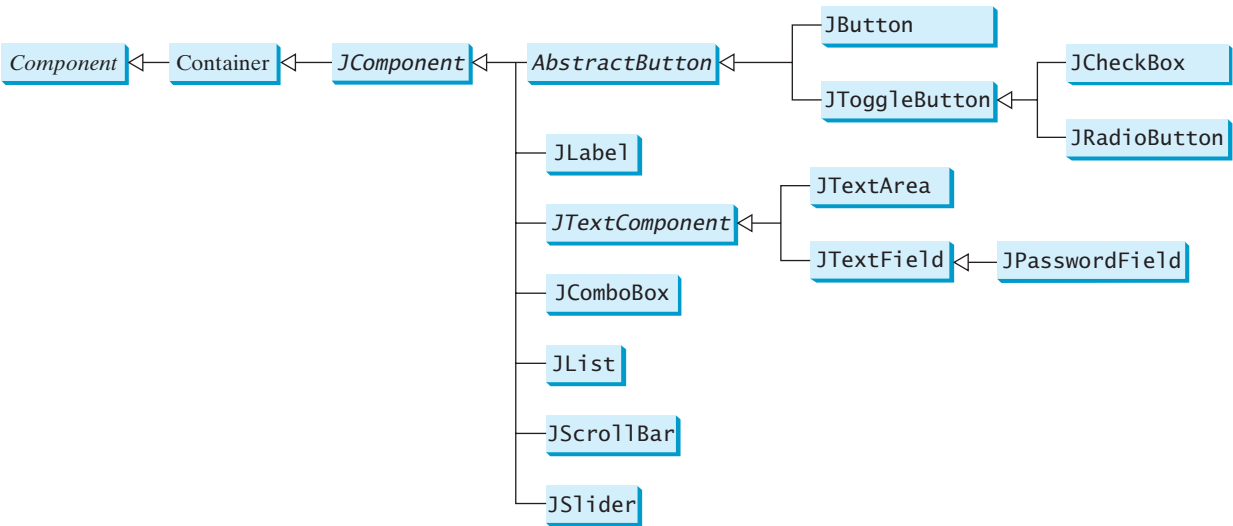 Component
Container
JComponent
AbstractButton
JButton
JToggleButton
JCheckBox
JRadioButton
JLabel
JTextComponent
JTextArea
JTextField
JPasswordField
JComboBox
JList
JScrollBar
JSlider